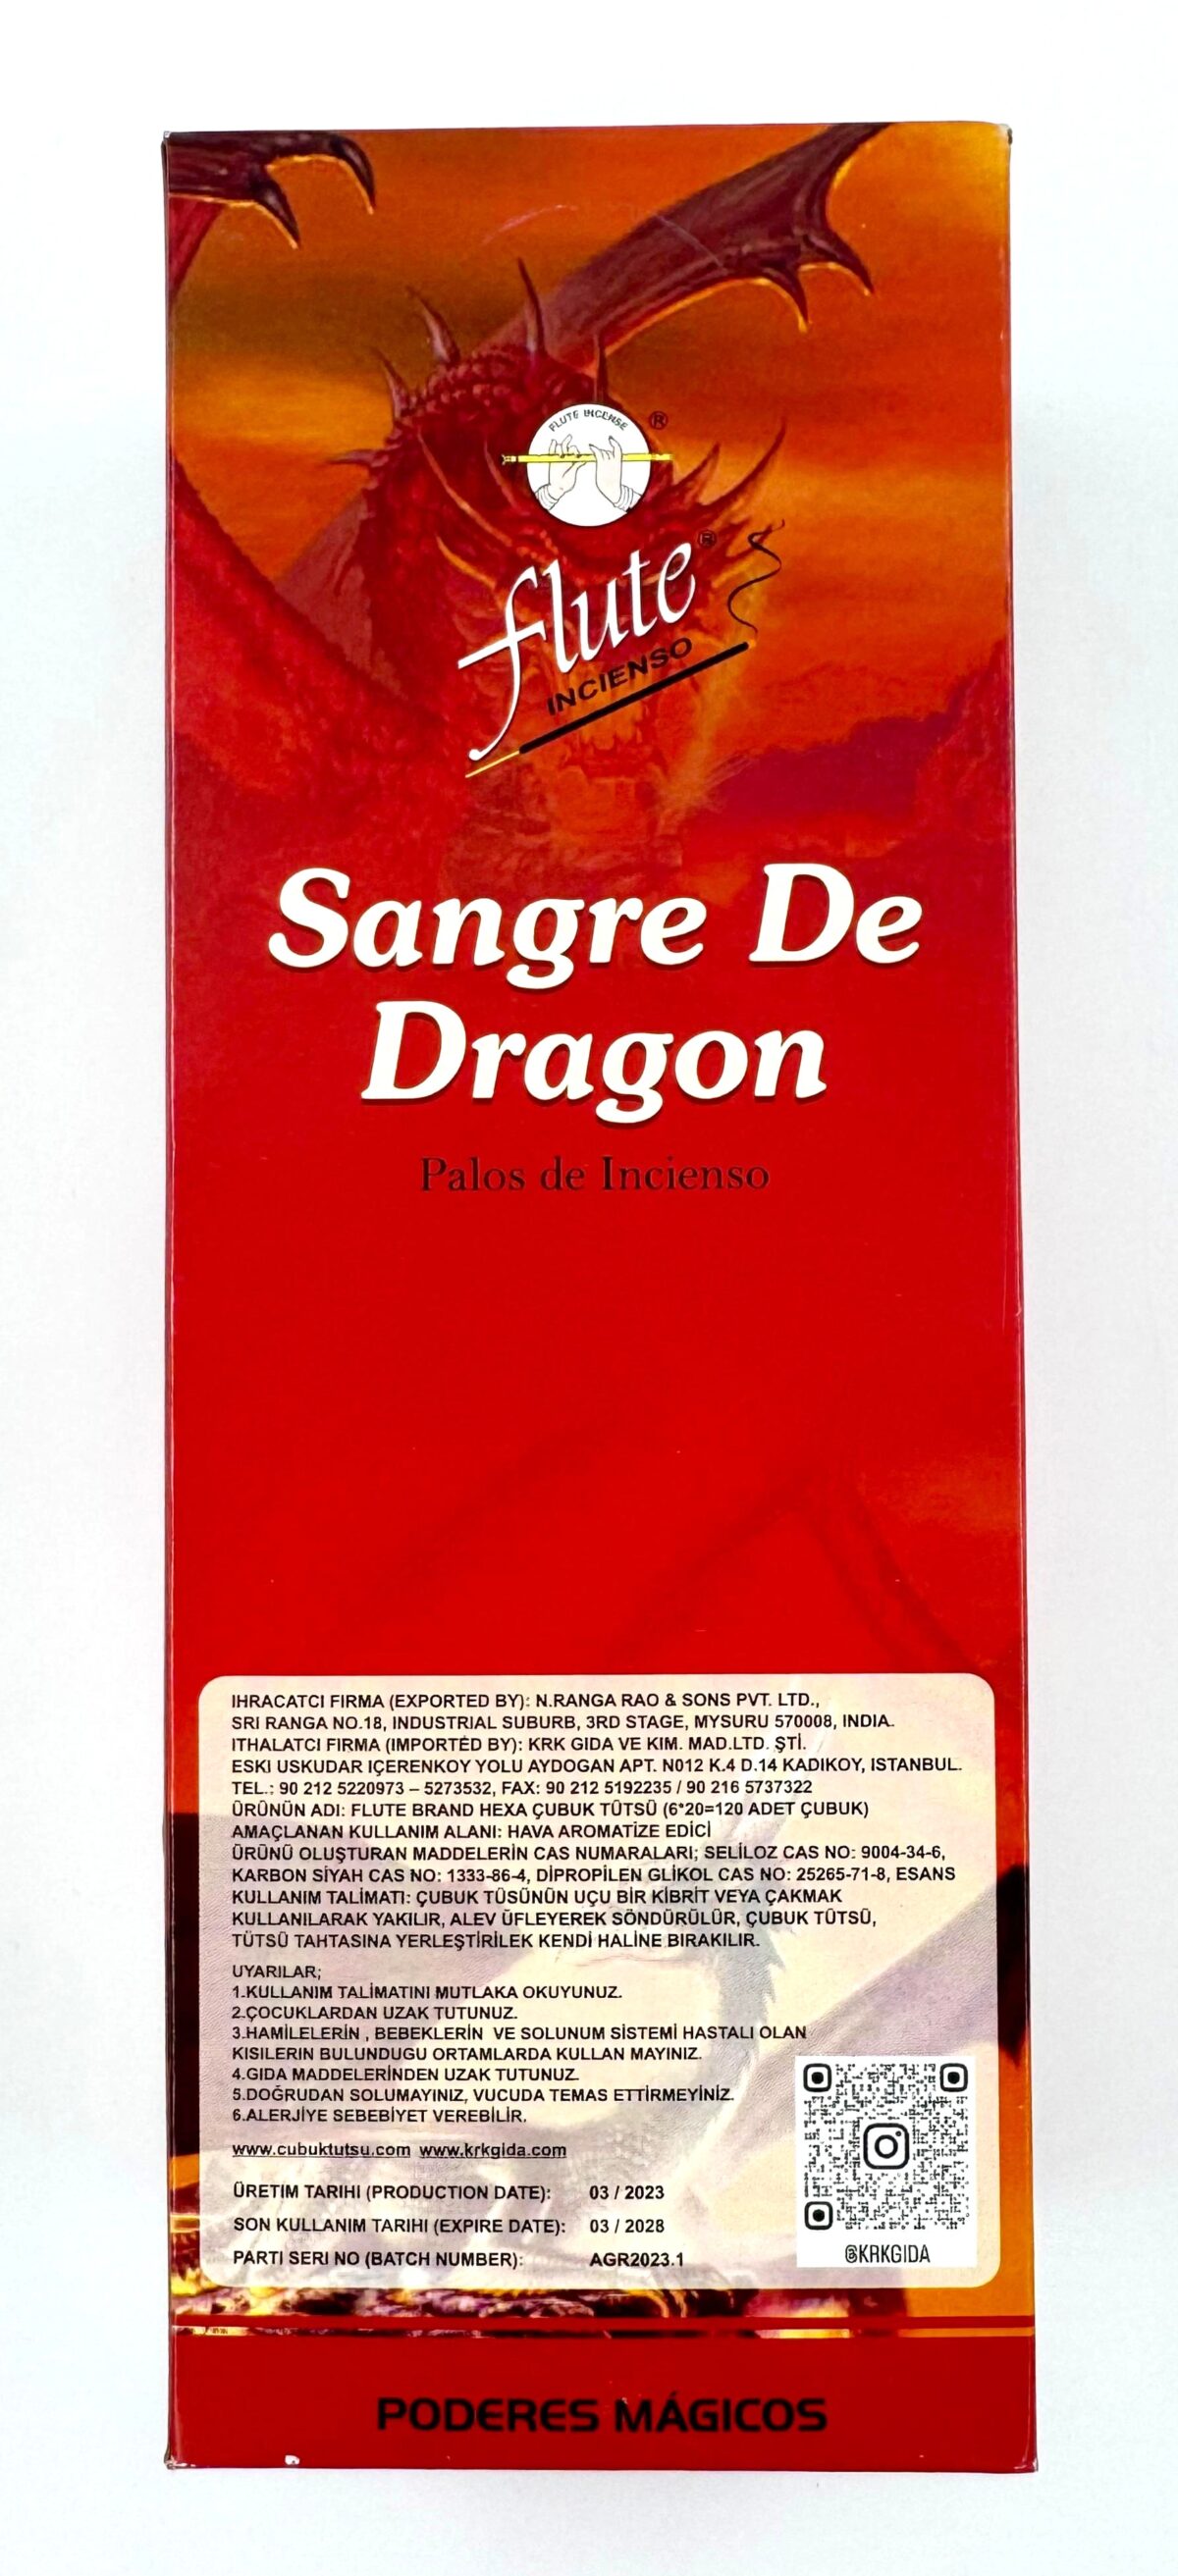 FLUTE INCENSE
®
flute®
INCIENSO
Sangre De
Dragon
Palos de Incienso
IHRACATCI FIRMA (EXPORTED BY): N.RANGA RAO & SONS PVT. LTD.,
SRI RANGA NO.18, INDUSTRIAL SUBURB, 3RD STAGE, MYSURU 570008, INDIA.
ITHALATCI FIRMA (IMPORTED BY): KRK GIDA VE KIM. MAD.LTD. ŞTİ.
ESKI USKUDAR IÇERENKOY YOLU AYDOGAN APT. N012 K.4 D.14 KADIKOY, ISTANBUL.
TEL.: 90 212 5220973 – 5273532, FAX: 90 212 5192235 / 90 216 5737322
ÜRÜNÜN ADI: FLUTE BRAND HEXA ÇUBUK TÜTSÜ (6*20=120 ADET ÇUBUK)
AMAÇLANAN KULLANIM ALANI: HAVA AROMATİZE EDİCİ
ÜRÜNÜ OLUŞTURAN MADDELERİN CAS NUMARALARI; SELİLOZ CAS NO: 9004-34-6,
KARBON SİYAH CAS NO: 1333-86-4, DİPROPİLEN GLİKOL CAS NO: 25265-71-8, ESANS
KULLANIM TALİMATI: ÇUBUK TÜSÜNÜN UÇU BİR KİBRİT VEYA ÇAKMAK
KULLANILARAK YAKILIR, ALEV ÜFLEYEREK SÖNDÜRÜLÜR, ÇUBUK TÜTSÜ,
TÜTSÜ TAHTASINA YERLEŞTİRİLEK KENDİ HALİNE BIRAKILIR.
UYARILAR;
1.KULLANIM TALİMATINI MUTLAKA OKUYUNUZ.
2.ÇOCUKLARDAN UZAK TUTUNUZ.
3.HAMİLELERİN , BEBEKLERİN VE SOLUNUM SİSTEMİ HASTALI OLAN
KISILERIN BULUNDUGU ORTAMLARDA KULLAN MAYINIZ.
4.GIDA MADDELERİNDEN UZAK TUTUNUZ.
5.DOĞRUDAN SOLUMAYINIZ, VUCUDA TEMAS ETTİRMEYİNİZ.
6.ALERJİYE SEBEBİYET VEREBİLİR.
www.cubuktutsu.com www.krkgida.com
ÜRETIM TARIHI (PRODUCTION DATE): 03 / 2023
SON KULLANIM TARIHI (EXPIRE DATE): 03 / 2028
PARTI SERI NO (BATCH NUMBER): AGR2023.1
@KRKGIDA
PODERES MÁGICOS